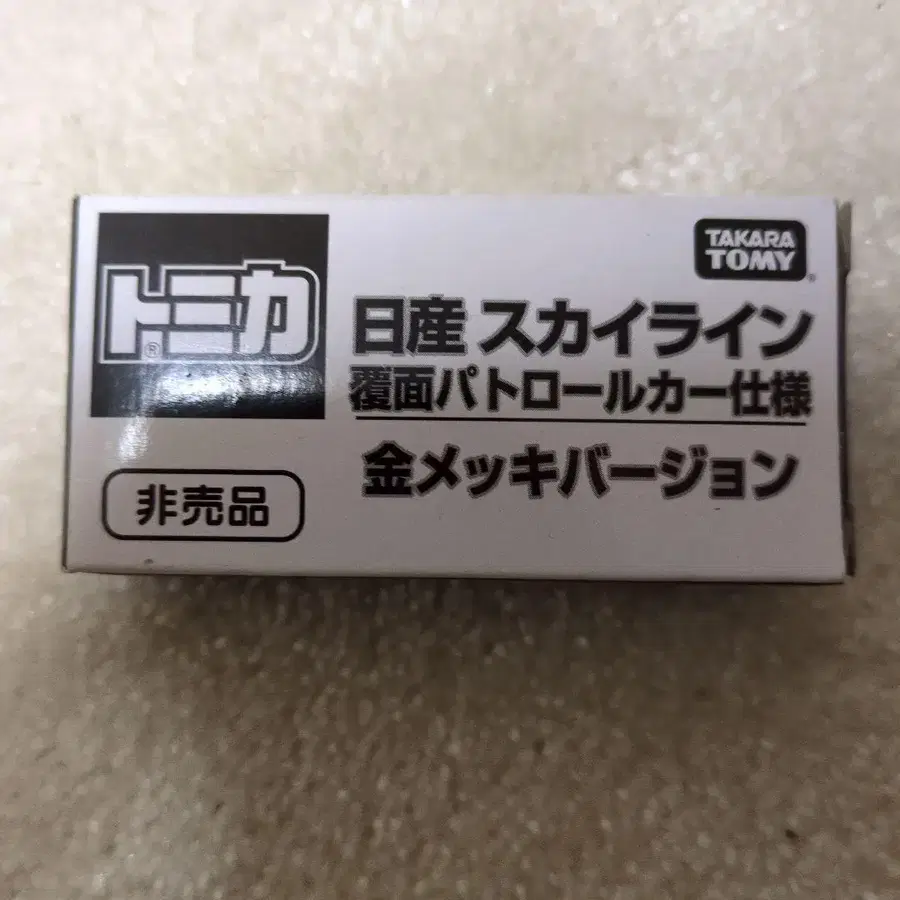 トミカ®
TAKARA
TOMY®
日産 スカイライン
覆面パトロールカー仕様
金メッキバージョン
非売品